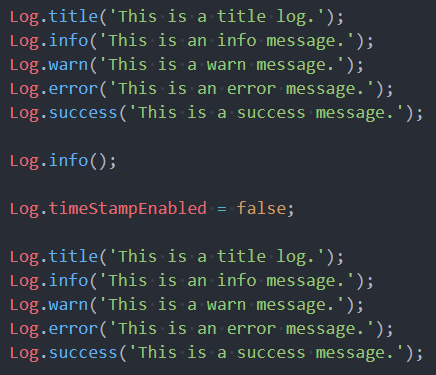 Log.title('This is a title log.');
Log.info('This is an info message.');
Log.warn('This is a warn message.');
Log.error('This is an error message.');
Log.success('This is a success message.');
Log.info();
Log.timeStampEnabled = false;
Log.title('This is a title log.');
Log.info('This is an info message.');
Log.warn('This is a warn message.');
Log.error('This is an error message.');
Log.success('This is a success message.');